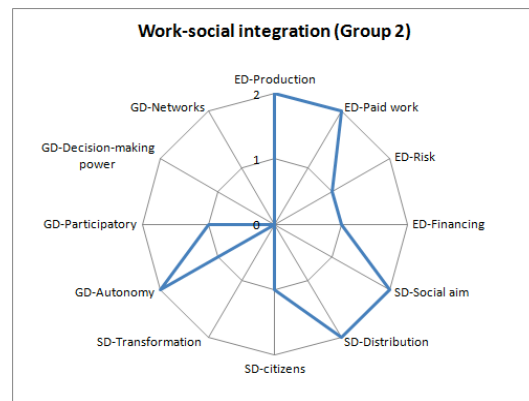 Work-social integration (Group 2)
ED-Production
2
GD-Networks
ED-Paid work
GD-Decision-making
power
1
ED-Risk
GD-Participatory
0
ED-Financing
GD-Autonomy
SD-Social aim
SD-Transformation
SD-Distribution
SD-citizens